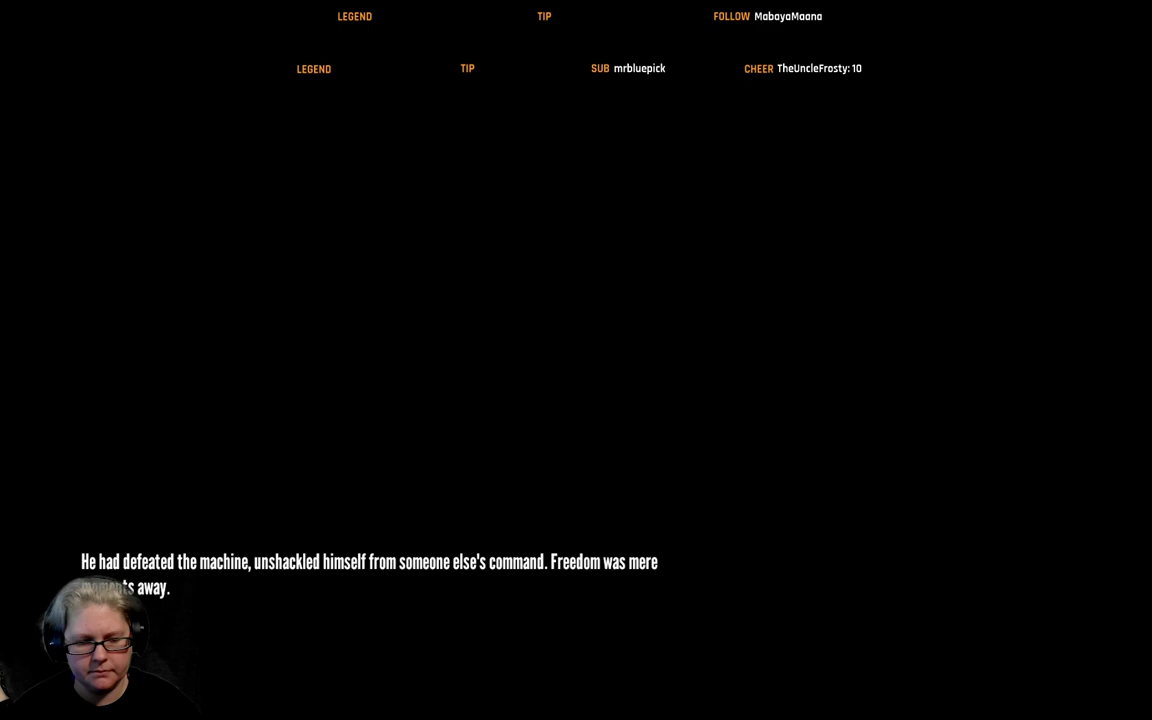 LEGEND TIP FOLLOW MabayaMaana
LEGEND TIP SUB mrbluepick CHEER TheUncleFrosty: 10
He had defeated the machine, unshackled himself from someone else's command. Freedom was mere
moments away.